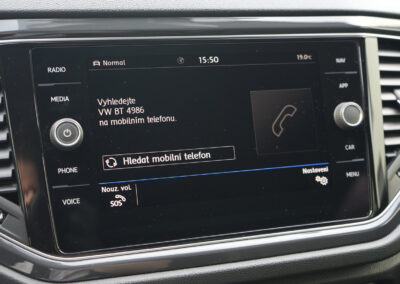 Normal 15:50 19.0°C
RADIO
MEDIA
PHONE
VOICE
NAV
APP
CAR
MENU
Vyhledejte
VW BT 4986
na mobilním telefonu.
Hledat mobilní telefon
Nouz. vol.
SOS
Nastavení